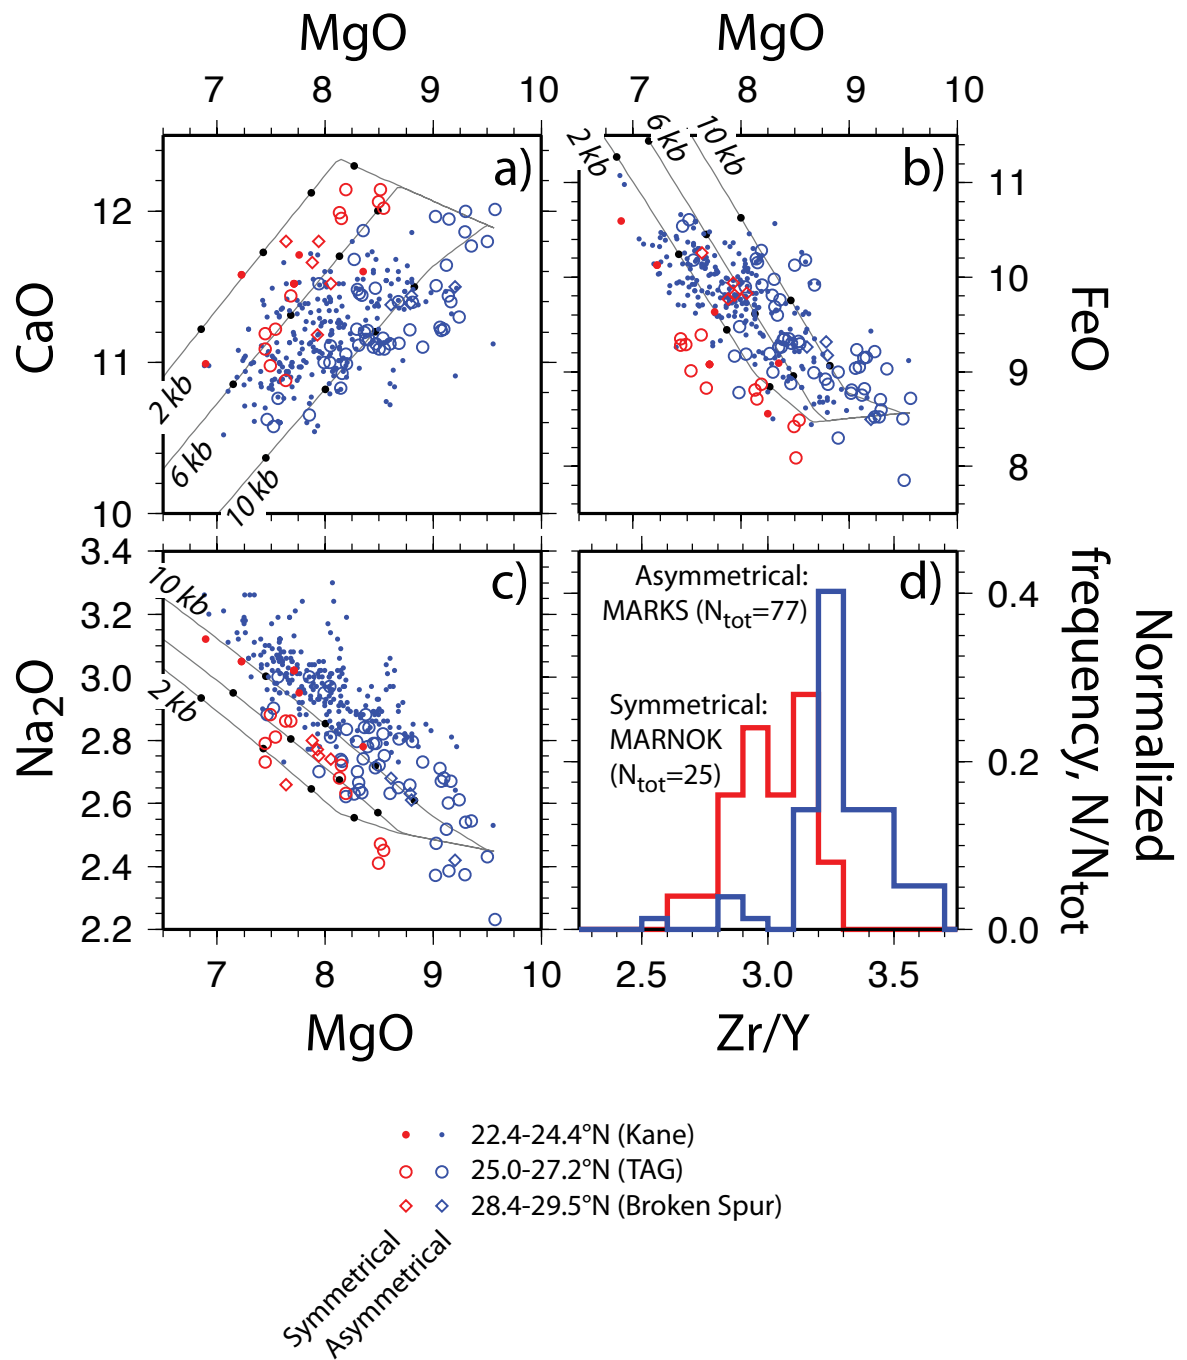 MgO
MgO
7 8 9 10
7 8 9 10
a)
b)
2 kb
6 kb
10 kb
12
11
10
CaO
2 kb
6 kb
10 kb
11
10
9
8
FeO
3.4
3.2
3.0
2.8
2.6
2.4
2.2
Na2O
c)
10 kb
2 kb
7 8 9 10
MgO
d)
Asymmetrical:
MARKS (Ntot=77)
Symmetrical:
MARNOK
(Ntot=25)
0.4
0.2
0.0
Normalized
frequency, N/Ntot
2.5 3.0 3.5
Zr/Y
22.4-24.4°N (Kane)
25.0-27.2°N (TAG)
28.4-29.5°N (Broken Spur)
Symmetrical
Asymmetrical